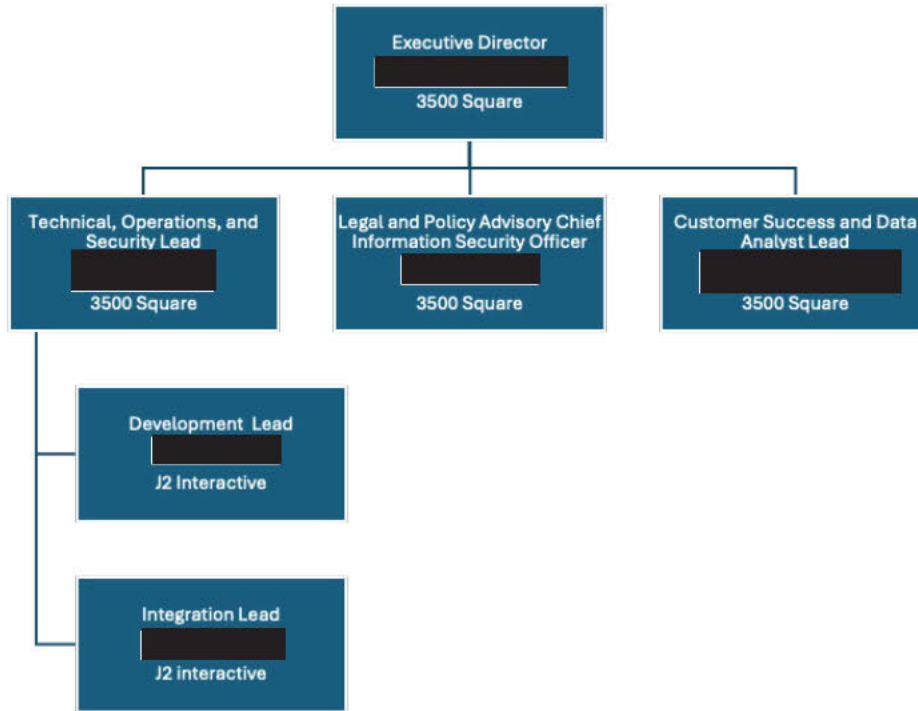 Executive Director
3500 Square
Technical, Operations, and
Security Lead
3500 Square
Legal and Policy Advisory Chief
Information Security Officer
3500 Square
Customer Success and Data
Analyst Lead
3500 Square
Development Lead
J2 Interactive
Integration Lead
J2 interactive